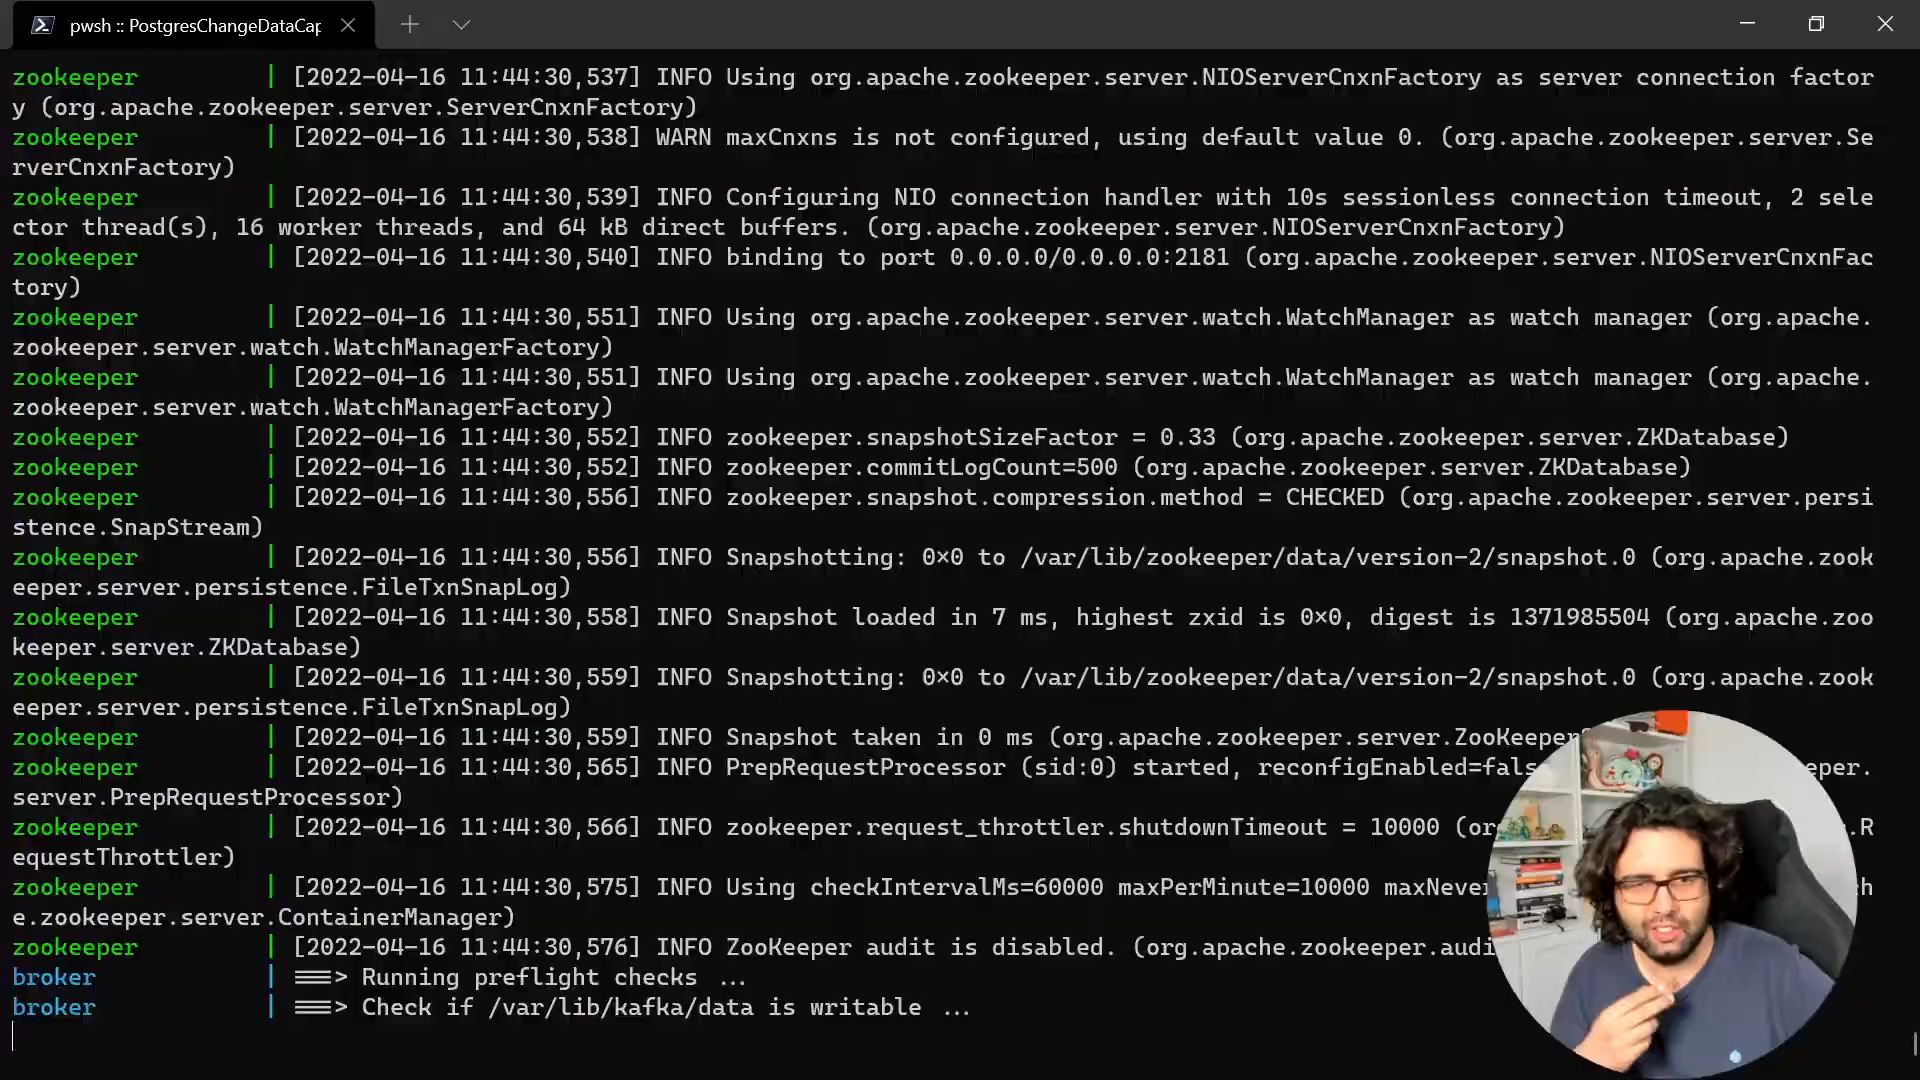 pwsh :: PostgresChangeDataCap
zookeeper | [2022-04-16 11:44:30,537] INFO Using org.apache.zookeeper.server.NIOServerCnxnFactory as server connection factor
y (org.apache.zookeeper.server.ServerCnxnFactory)
zookeeper | [2022-04-16 11:44:30,538] WARN maxCnxns is not configured, using default value 0. (org.apache.zookeeper.server.Se
rverCnxnFactory)
zookeeper | [2022-04-16 11:44:30,539] INFO Configuring NIO connection handler with 10s sessionless connection timeout, 2 sele
ctor thread(s), 16 worker threads, and 64 kB direct buffers. (org.apache.zookeeper.server.NIOServerCnxnFactory)
zookeeper | [2022-04-16 11:44:30,540] INFO binding to port 0.0.0.0/0.0.0.0:2181 (org.apache.zookeeper.server.NIOServerCnxnFac
tory)
zookeeper | [2022-04-16 11:44:30,551] INFO Using org.apache.zookeeper.server.watch.WatchManager as watch manager (org.apache.
zookeeper.server.watch.WatchManagerFactory)
zookeeper | [2022-04-16 11:44:30,551] INFO Using org.apache.zookeeper.server.watch.WatchManager as watch manager (org.apache.
zookeeper.server.watch.WatchManagerFactory)
zookeeper | [2022-04-16 11:44:30,552] INFO zookeeper.snapshotSizeFactor = 0.33 (org.apache.zookeeper.server.ZKDatabase)
zookeeper | [2022-04-16 11:44:30,552] INFO zookeeper.commitLogCount=500 (org.apache.zookeeper.server.ZKDatabase)
zookeeper | [2022-04-16 11:44:30,556] INFO zookeeper.snapshot.compression.method = CHECKED (org.apache.zookeeper.server.persi
stence.SnapStream)
zookeeper | [2022-04-16 11:44:30,556] INFO Snapshotting: 0×0 to /var/lib/zookeeper/data/version-2/snapshot.0 (org.apache.zook
eeper.server.persistence.FileTxnSnapLog)
zookeeper | [2022-04-16 11:44:30,558] INFO Snapshot loaded in 7 ms, highest zxid is 0×0, digest is 1371985504 (org.apache.zoo
keeper.server.ZKDatabase)
zookeeper | [2022-04-16 11:44:30,559] INFO Snapshotting: 0×0 to /var/lib/zookeeper/data/version-2/snapshot.0 (org.apache.zook
eeper.server.persistence.FileTxnSnapLog)
zookeeper | [2022-04-16 11:44:30,559] INFO Snapshot taken in 0 ms (org.apache.zookeeper.server.ZooKeeper
zookeeper | [2022-04-16 11:44:30,565] INFO PrepRequestProcessor (sid:0) started, reconfigEnabled=fals eper.
server.PrepRequestProcessor)
zookeeper | [2022-04-16 11:44:30,566] INFO zookeeper.request_throttler.shutdownTimeout = 10000 (or .R
equestThrottler)
zookeeper | [2022-04-16 11:44:30,575] INFO Using checkIntervalMs=60000 maxPerMinute=10000 maxNever h
e.zookeeper.server.ContainerManager)
zookeeper | [2022-04-16 11:44:30,576] INFO ZooKeeper audit is disabled. (org.apache.zookeeper.audi
broker | ===> Running preflight checks ...
broker | ===> Check if /var/lib/kafka/data is writable ...